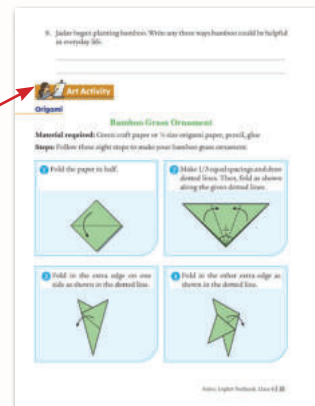 9. Jadav began planting bamboo. Write any three ways bamboo could be helpful
in everyday life.
Art Activity
Origami
Bamboo Grass Ornament
Material required: Green craft paper or ¼ size origami paper, pencil, glue
Steps: Follow these eight steps to make your bamboo grass ornament.
1 Fold the paper in half.
2 Make 1/3 equal spacings and draw
dotted lines. Then, fold as shown
along the given dotted lines.
3 Fold in the extra edge on one
side as shown in the dotted line.
4 Fold in the other extra edge as
shown in the dotted line.
English Textbook, Class